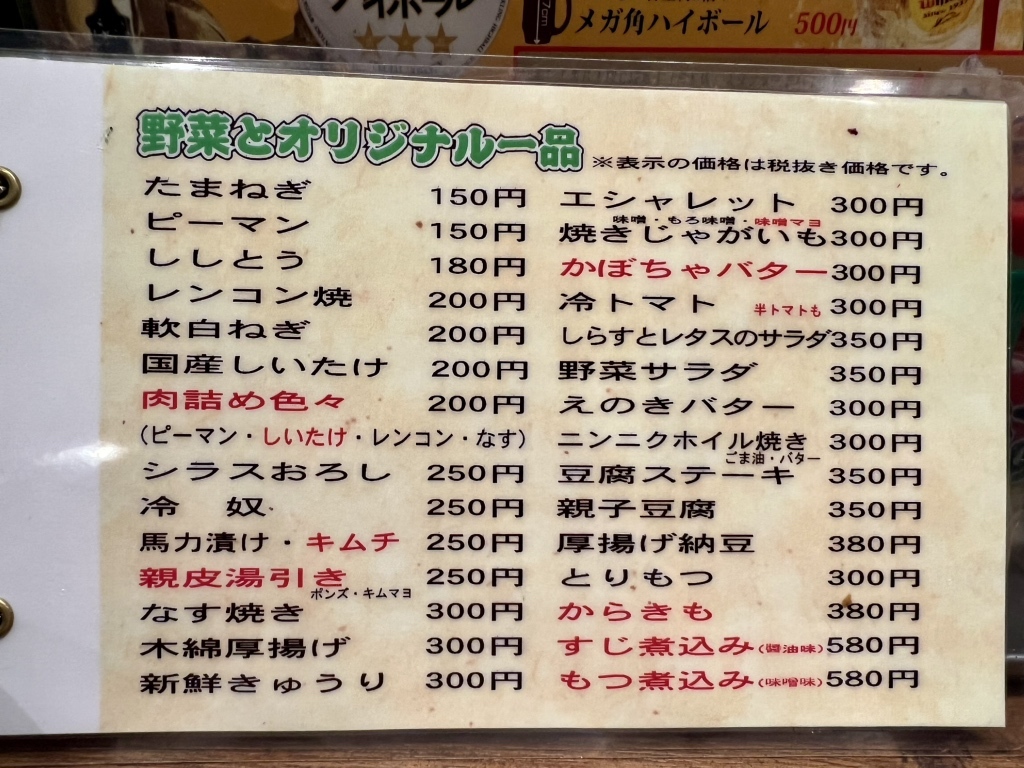 イボール
メガ角ハイボール 500円
野菜とオリジナル一品
※表示の価格は税抜き価格です。
たまねぎ 150円
ピーマン 150円
ししとう 180円
レンコン焼 200円
軟白ねぎ 200円
国産しいたけ 200円
肉詰め色々 200円
(ピーマン・しいたけ・レンコン・なす)
シラスおろし 250円
冷 奴 250円
馬力漬け・キムチ 250円
親皮湯引き 250円
ポンズ・キムマヨ
なす焼き 300円
木綿厚揚げ 300円
新鮮きゅうり 300円
エシャレット 300円
味噌・もろ味噌・味噌マヨ
焼きじゃがいも 300円
かぼちゃバター 300円
冷トマト 半トマトも 300円
しらすとレタスのサラダ 350円
野菜サラダ 350円
えのきバター 300円
ニンニクホイル焼き 300円
ごま油・バター
豆腐ステーキ 350円
親子豆腐 350円
厚揚げ納豆 380円
とりもつ 300円
からきも 380円
すじ煮込み(醤油味) 580円
もつ煮込み(味噌味) 580円